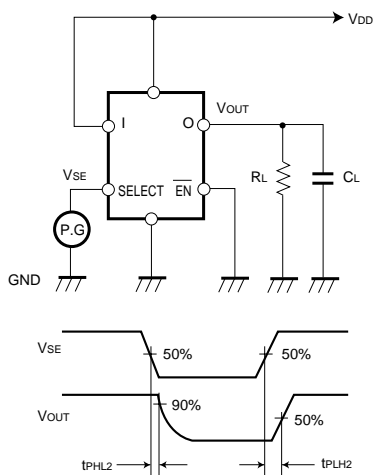 VDD
VOUT
I O
VSE
SELECT EN
RL CL
P.G
GND
VSE 50% 50%
VOUT 90% 50%
tPHL2 tPLH2